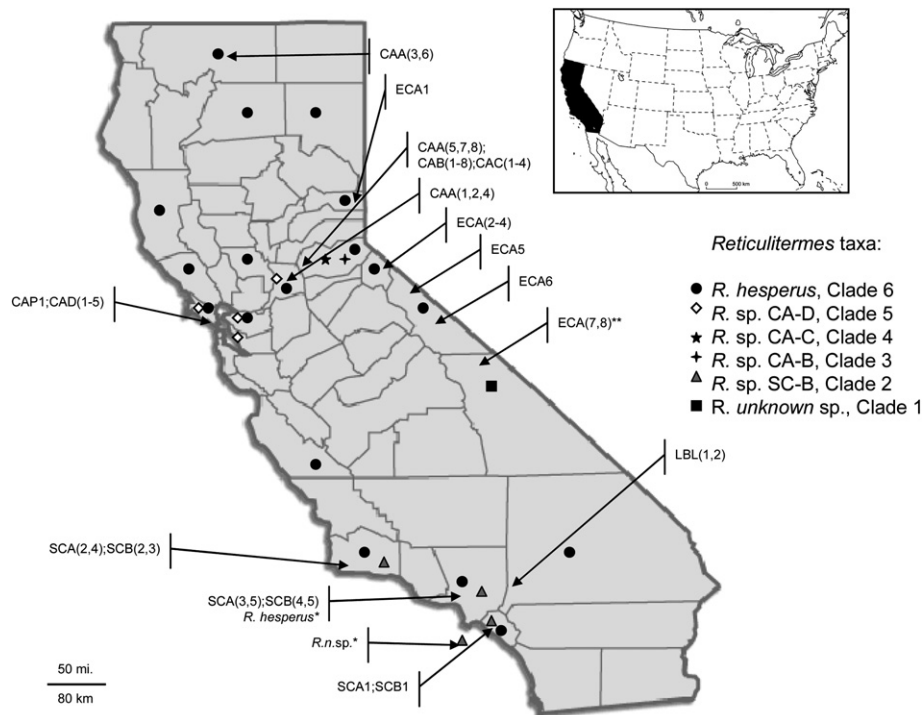 CAA(3,6)
ECA1
CAA(5,7,8);
CAB(1-8);CAC(1-4)
CAA(1,2,4)
ECA(2-4)
ECA5
ECA6
ECA(7,8)**
CAP1;CAD(1-5)
LBL(1,2)
SCA(2,4);SCB(2,3)
SCA(3,5);SCB(4,5)
R. hesperus*
R.n.sp.*
SCA1;SCB1
50 mi.
80 km
0 500 km
Reticulitermes taxa:
R. hesperus, Clade 6
R. sp. CA-D, Clade 5
R. sp. CA-C, Clade 4
R. sp. CA-B, Clade 3
R. sp. SC-B, Clade 2
R. unknown sp., Clade 1